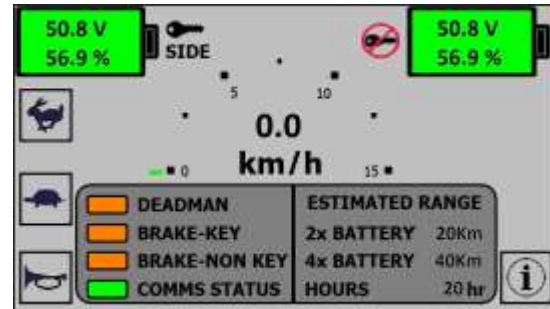 50.8 V
56.9 %
SIDE
50.8 V
56.9 %
5
10
0.0
km/h
0
15
DEADMAN
BRAKE-KEY
BRAKE-NON KEY
COMMS STATUS
ESTIMATED RANGE
2x BATTERY 20Km
4x BATTERY 40Km
HOURS 20 hr
i